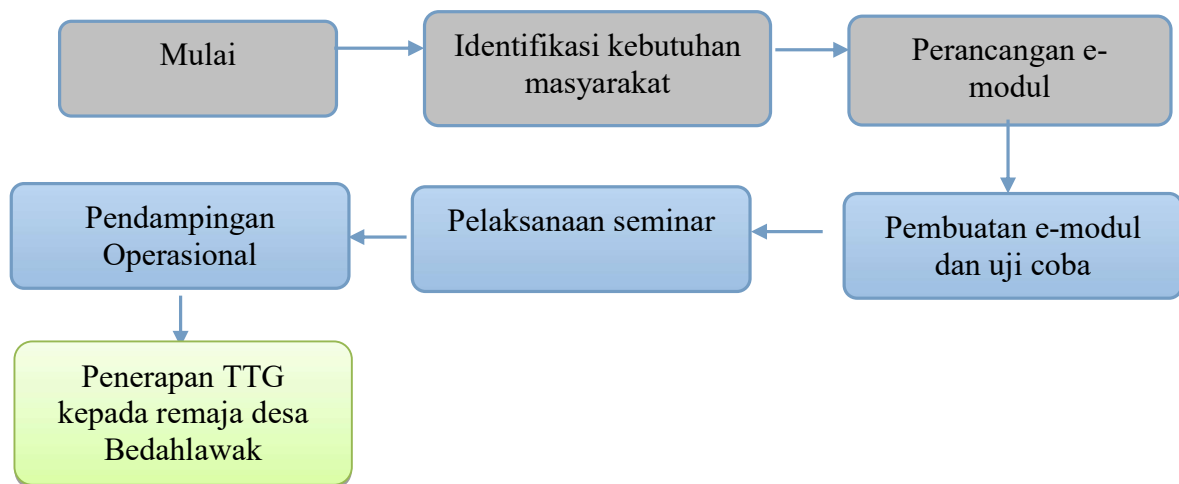 Mulai
Identifikasi kebutuhan
masyarakat
Perancangan e-
modul
Pembuatan e-modul
dan uji coba
Pelaksanaan seminar
Pendampingan
Operasional
Penerapan TTG
kepada remaja desa
Bedahlawak